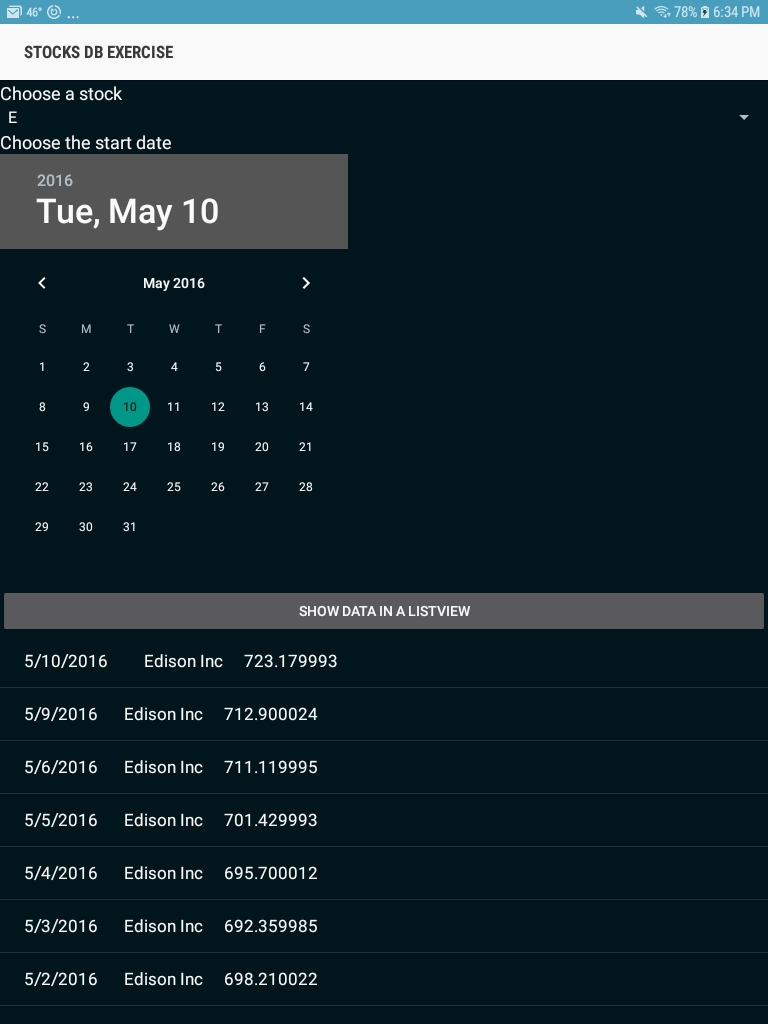 46° ... 78% 6:34 PM
STOCKS DB EXERCISE
Choose a stock
E
Choose the start date
2016
Tue, May 10
May 2016
S M T W T F S
1 2 3 4 5 6 7
8 9 10 11 12 13 14
15 16 17 18 19 20 21
22 23 24 25 26 27 28
29 30 31
SHOW DATA IN A LISTVIEW
5/10/2016 Edison Inc 723.179993
5/9/2016 Edison Inc 712.900024
5/6/2016 Edison Inc 711.119995
5/5/2016 Edison Inc 701.429993
5/4/2016 Edison Inc 695.700012
5/3/2016 Edison Inc 692.359985
5/2/2016 Edison Inc 698.210022